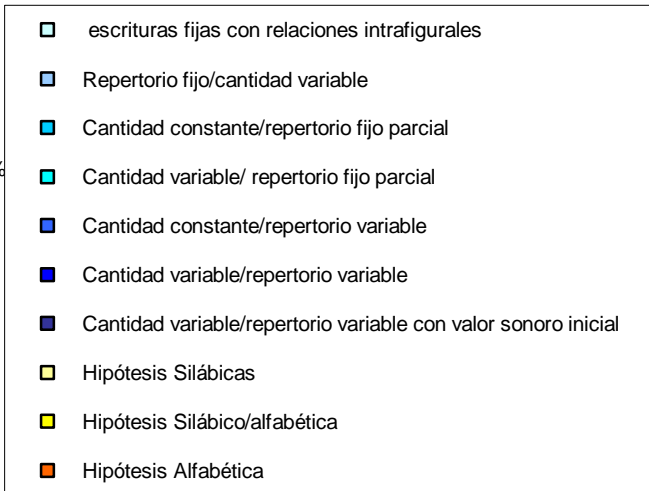 escrituras fijas con relaciones intrafigurales
Repertorio fijo/cantidad variable
Cantidad constante/repertorio fijo parcial
%
Cantidad variable/ repertorio fijo parcial
Cantidad constante/repertorio variable
Cantidad variable/repertorio variable
Cantidad variable/repertorio variable con valor sonoro inicial
Hipótesis Silábicas
Hipótesis Silábico/alfabética
Hipótesis Alfabética